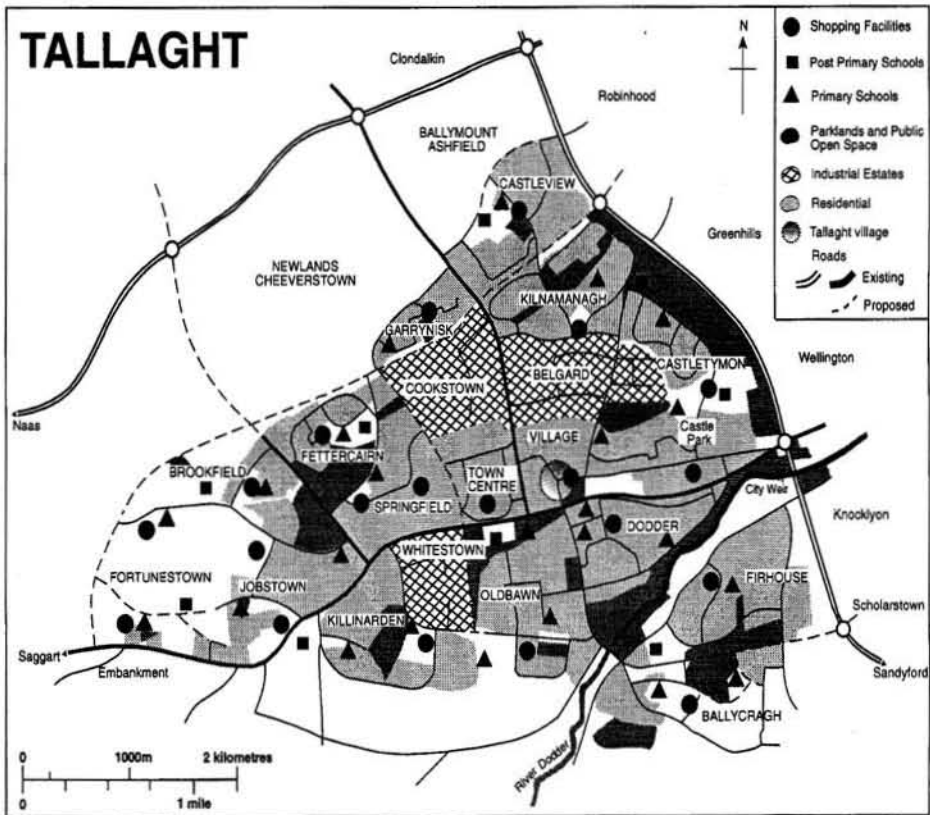 TALLAGHT
Clondalkin
N
Robinhood
BALLYMOUNT
ASHFIELD
CASTLEVIEW
Greenhills
NEWLANDS
CHEEVERSTOWN
KILNAMANAGH
GARRYNISK
Wellington
CASTLETYMON
COOKSTOWN
BELGARD
Naas
Castle
Park
VILLAGE
FETTERCAIRN
BROOKFIELD
TOWN
CENTRE
City Weir
SPRINGFIELD
Knocklyon
DODDER
WHITESTOWN
FORTUNESTOWN
JOBSTOWN
FIRHOUSE
OLDBAWN
Scholarstown
KILLINARDEN
Saggart
Embankment
Sandyford
BALLYCRAGH
River Dodder
0 1000m 2 kilometres
0 1 mile
Shopping Facilities
Post Primary Schools
Primary Schools
Parklands and Public
Open Space
Industrial Estates
Residential
Tallaght village
Roads
Existing
Proposed